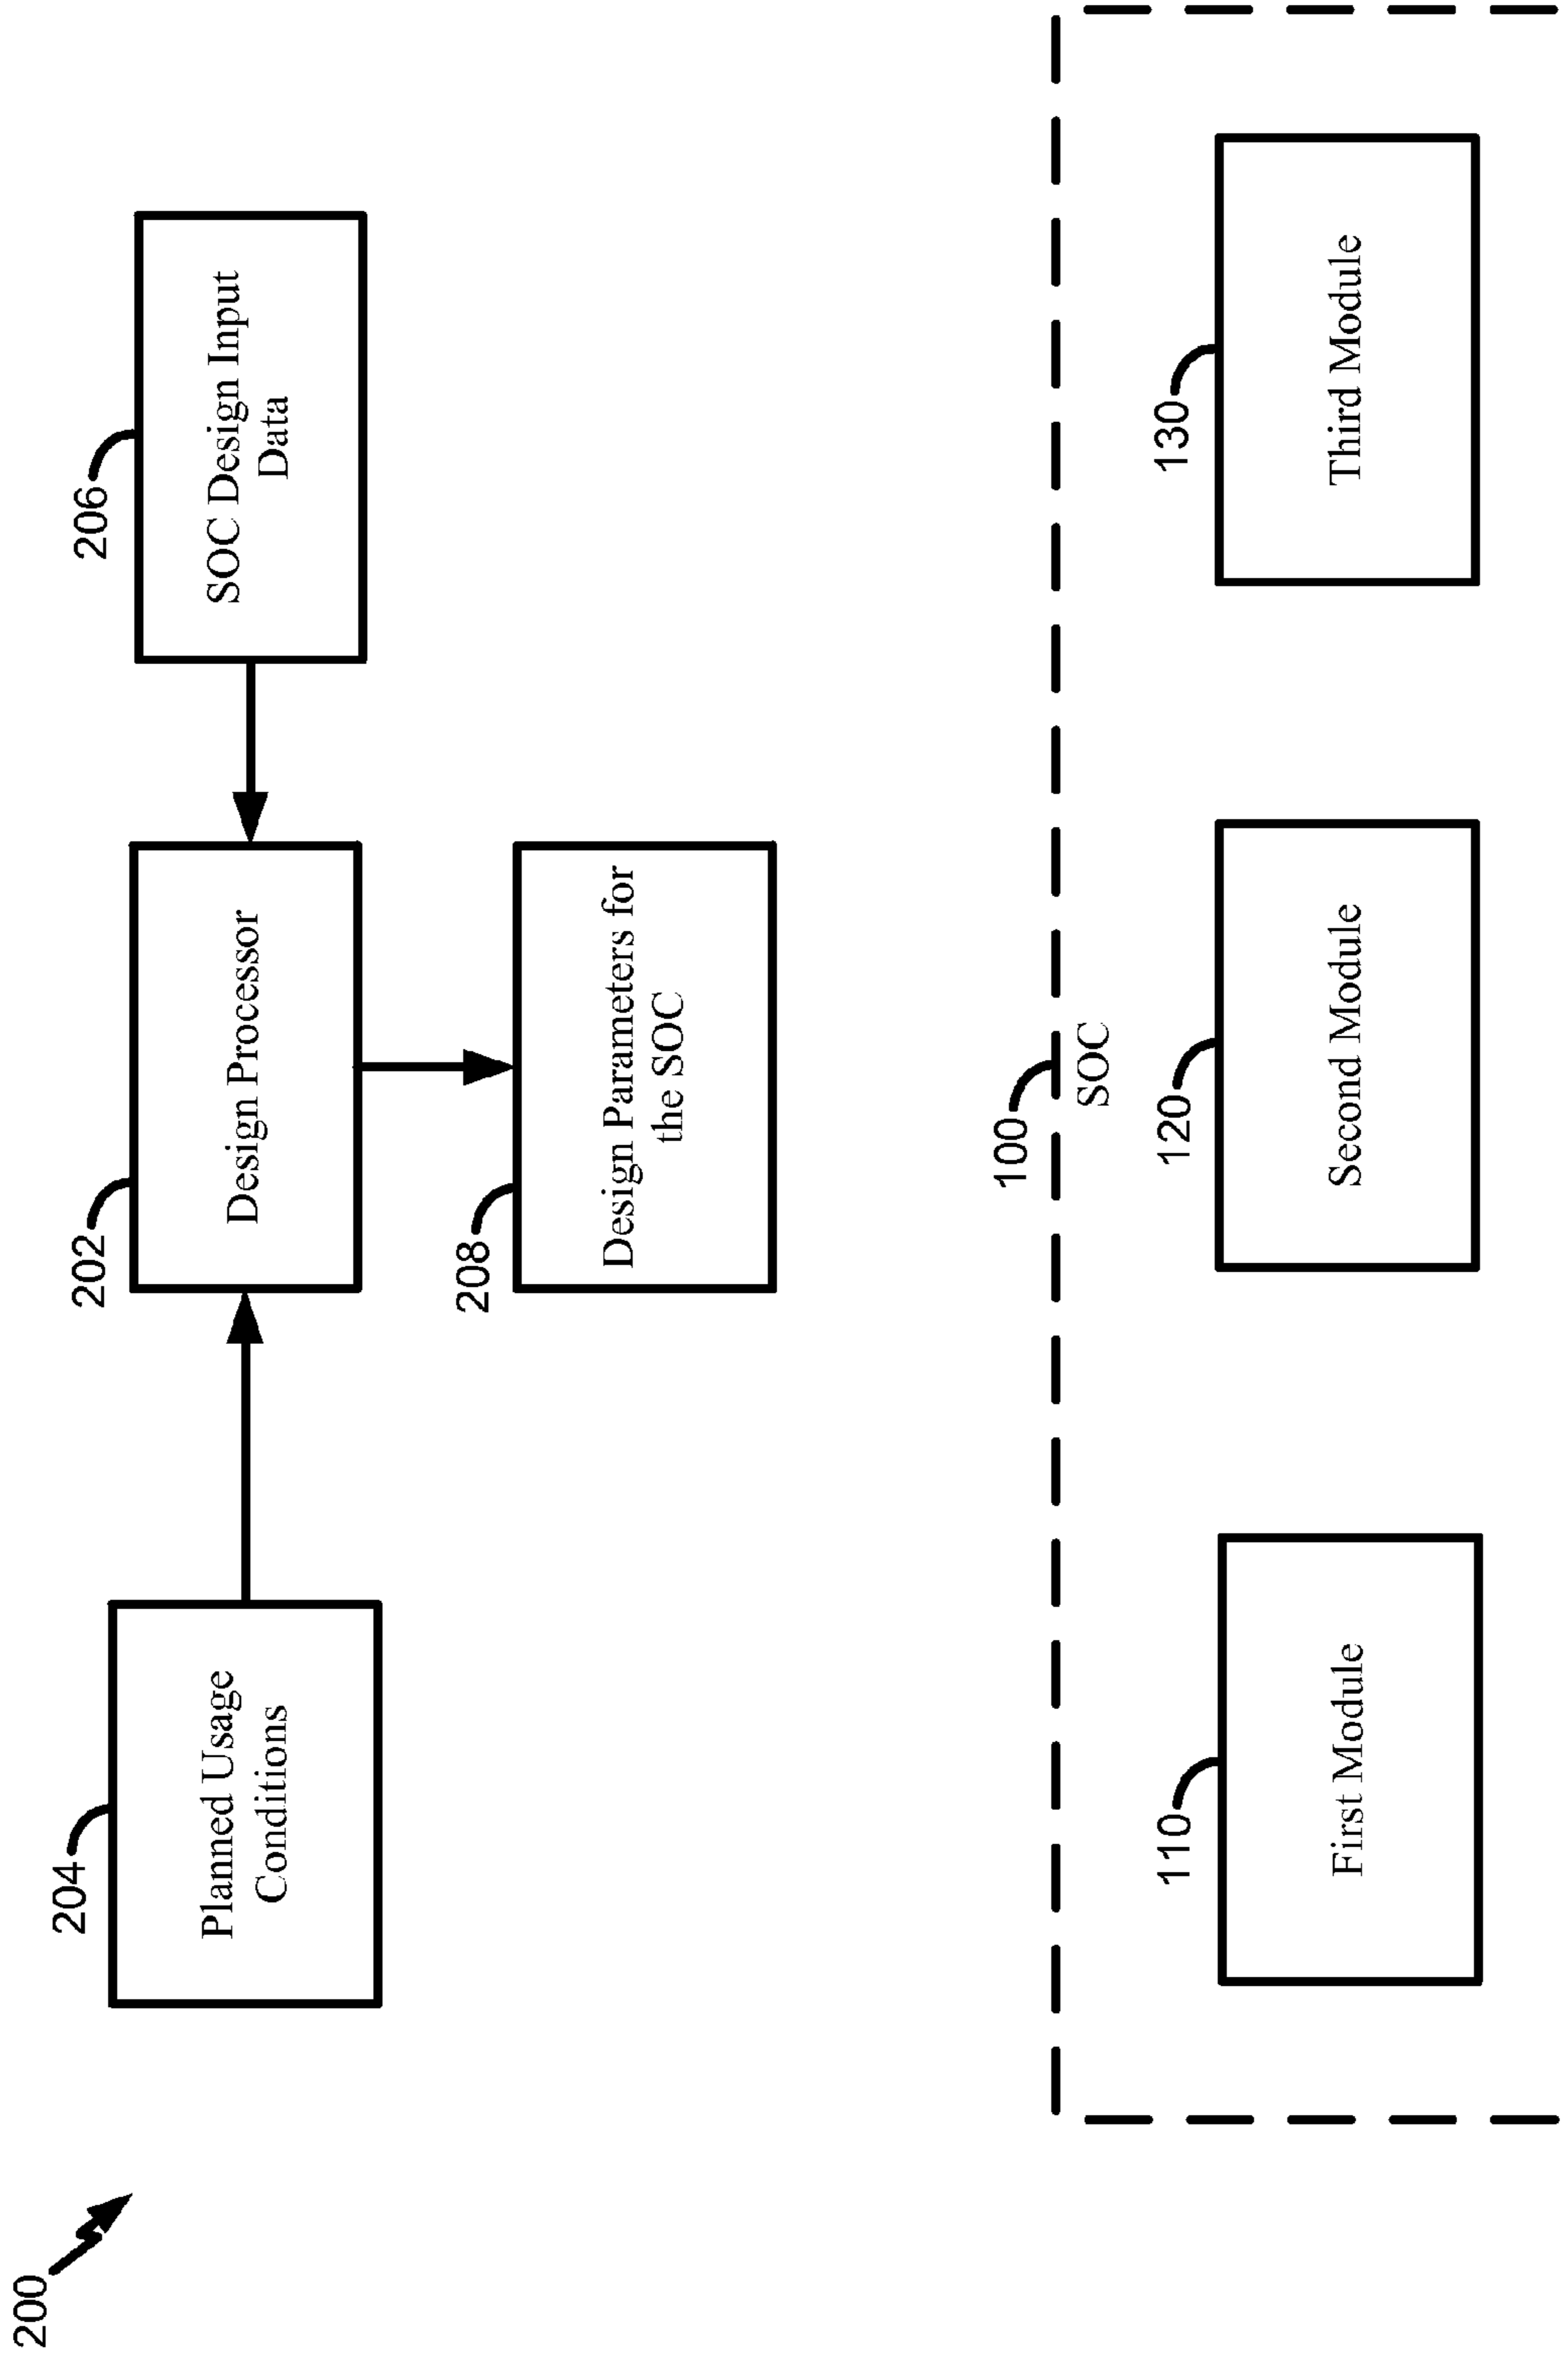 200
204
Planned Usage
Conditions
202
Design Processor
206
SOC Design Input
Data
208
Design Parameters for
the SOC
100
SOC
110
First Module
120
Second Module
130
Third Module